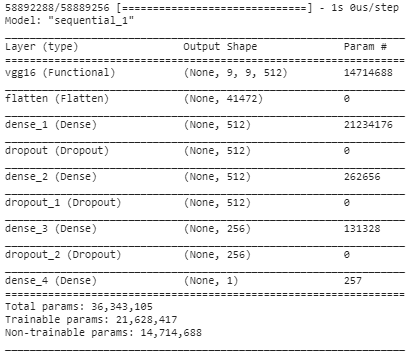 58892288/58889256 [==============================] - 1s 0us/step
Model: "sequential_1"
_________________________________________________________________
Layer (type)                 Output Shape              Param #
=================================================================
vgg16 (Functional)           (None, 9, 9, 512)         14714688
_________________________________________________________________
flatten (Flatten)            (None, 41472)             0
_________________________________________________________________
dense_1 (Dense)              (None, 512)               21234176
_________________________________________________________________
dropout (Dropout)            (None, 512)               0
_________________________________________________________________
dense_2 (Dense)              (None, 512)               262656
_________________________________________________________________
dropout_1 (Dropout)          (None, 512)               0
_________________________________________________________________
dense_3 (Dense)              (None, 256)               131328
_________________________________________________________________
dropout_2 (Dropout)          (None, 256)               0
_________________________________________________________________
dense_4 (Dense)              (None, 1)                 257
=================================================================
Total params: 36,343,105
Trainable params: 21,628,417
Non-trainable params: 14,714,688
_________________________________________________________________